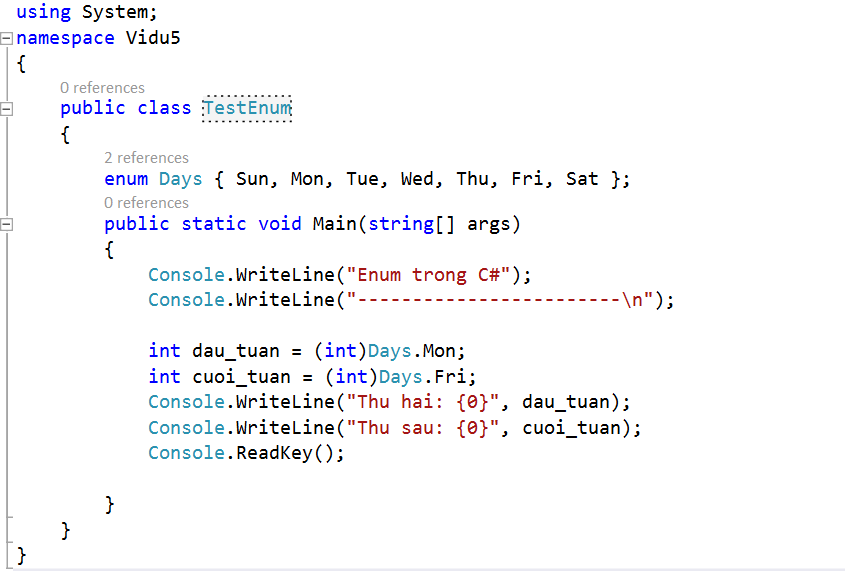 using System;
namespace Vidu5
{
0 references
public class TestEnum
{
2 references
enum Days { Sun, Mon, Tue, Wed, Thu, Fri, Sat };
0 references
public static void Main(string[] args)
{
Console.WriteLine("Enum trong C#");
Console.WriteLine("------------------------\n");
int dau_tuan = (int)Days.Mon;
int cuoi_tuan = (int)Days.Fri;
Console.WriteLine("Thu hai: {0}", dau_tuan);
Console.WriteLine("Thu sau: {0}", cuoi_tuan);
Console.ReadKey();
}
}
}